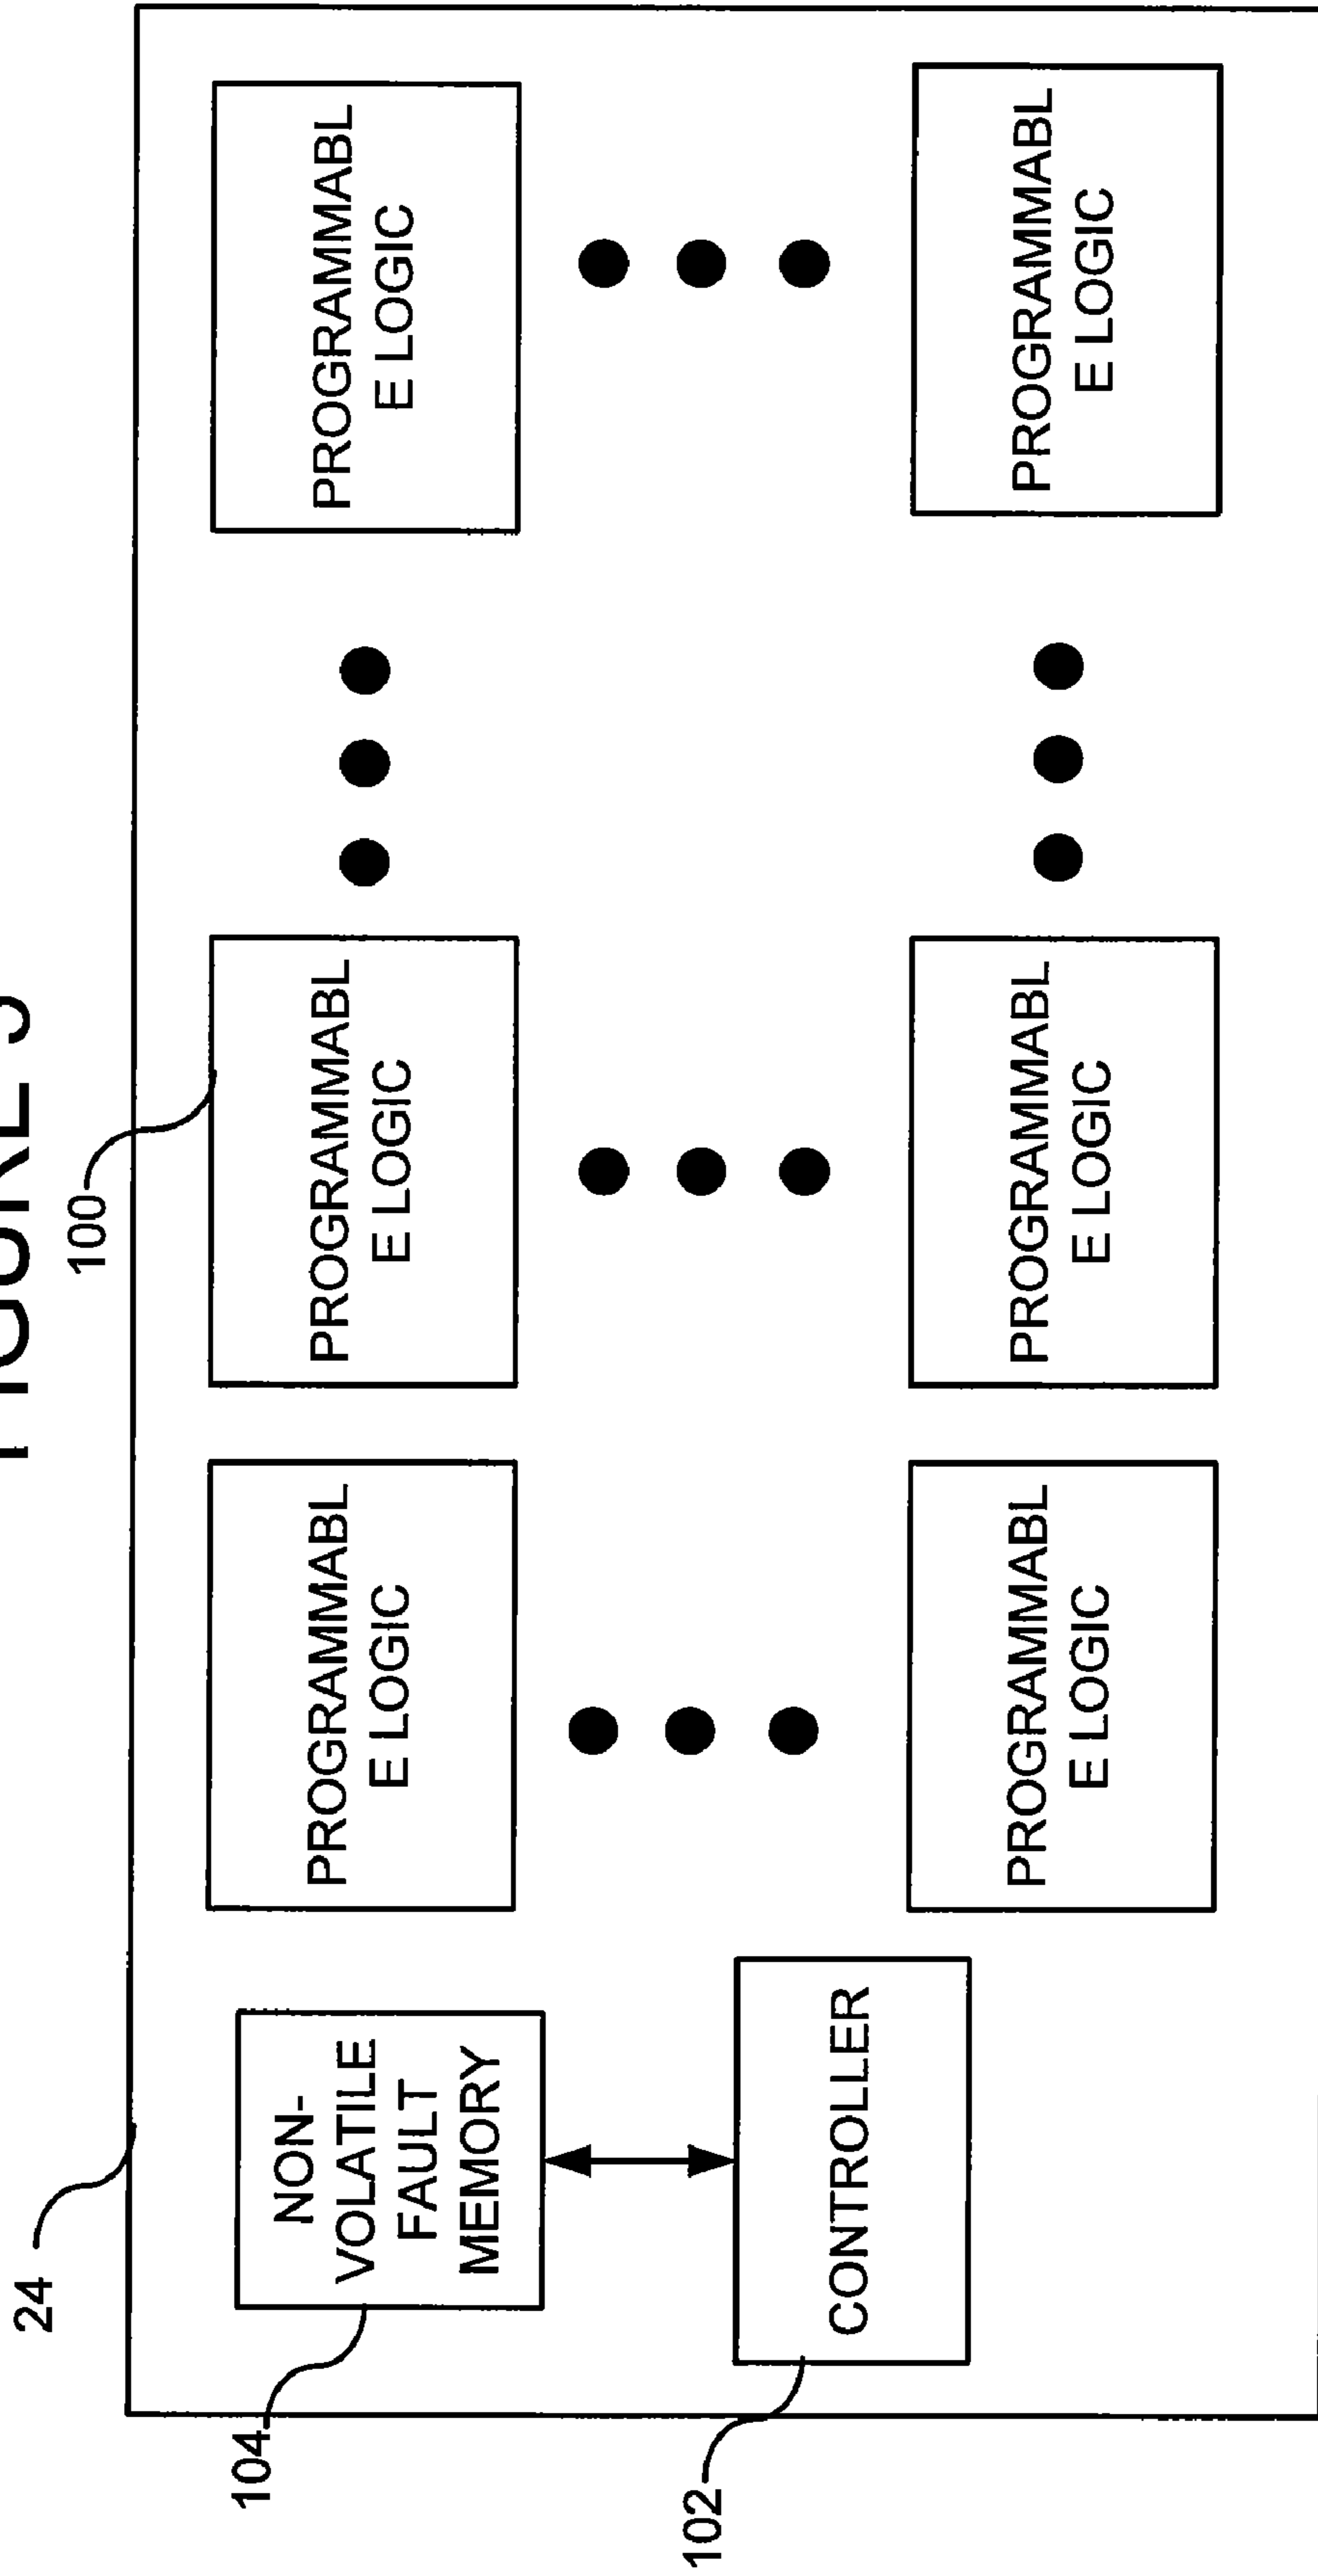 FIGURE
24
100
104
NON-
VOLATILE
FAULT
MEMORY
PROGRAMMABL
E LOGIC
PROGRAMMABL
E LOGIC
PROGRAMMABL
E LOGIC
102
CONTROLLER
PROGRAMMABL
E LOGIC
PROGRAMMABL
E LOGIC
PROGRAMMABL
E LOGIC